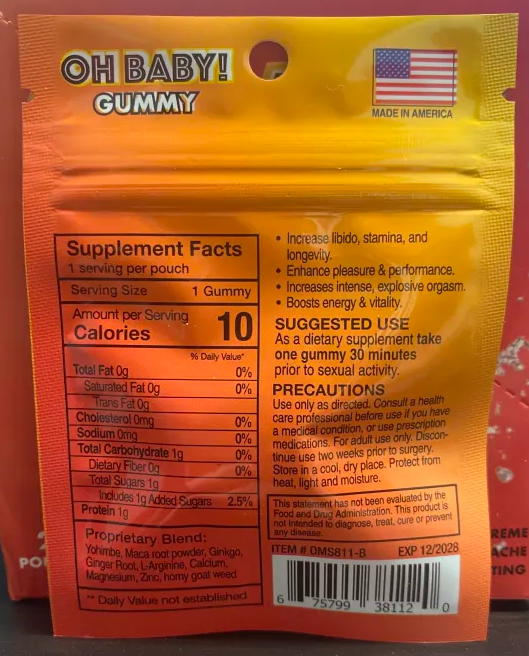 OH BABY!
GUMMY
MADE IN AMERICA
Supplement Facts
1 serving per pouch
Serving Size 1 Gummy
Amount per Serving
Calories 10
% Daily Value*
Total Fat 0g 0%
Saturated Fat 0g 0%
Trans Fat 0g
Cholesterol 0mg 0%
Sodium 0mg 0%
Total Carbohydrate 1g 0%
Dietary Fiber 0g 0%
Total Sugars 1g
Includes 1g Added Sugars 2.5%
Protein 1g
Proprietary Blend:
Yohimbe, Maca root powder, Ginkgo,
Ginger Root, L-Arginine, Calcium,
Magnesium, Zinc, horny goat weed
** Daily Value not established
• Increase libido, stamina, and
longevity.
• Enhance pleasure & performance.
• Increases intense, explosive orgasm.
• Boosts energy & vitality.
SUGGESTED USE
As a dietary supplement take
one gummy 30 minutes
prior to sexual activity.
PRECAUTIONS
Use only as directed. Consult a health
care professional before use if you have
a medical condition, or use prescription
medications. For adult use only. Discon-
tinue use two weeks prior to surgery.
Store in a cool, dry place. Protect from
heat, light and moisture.
This statement has not been evaluated by the
Food and Drug Administration. This product is
not intended to diagnose, treat, cure or prevent
any disease.
ITEM # DMS811-B EXP 12/2028
6 75799 38112 0